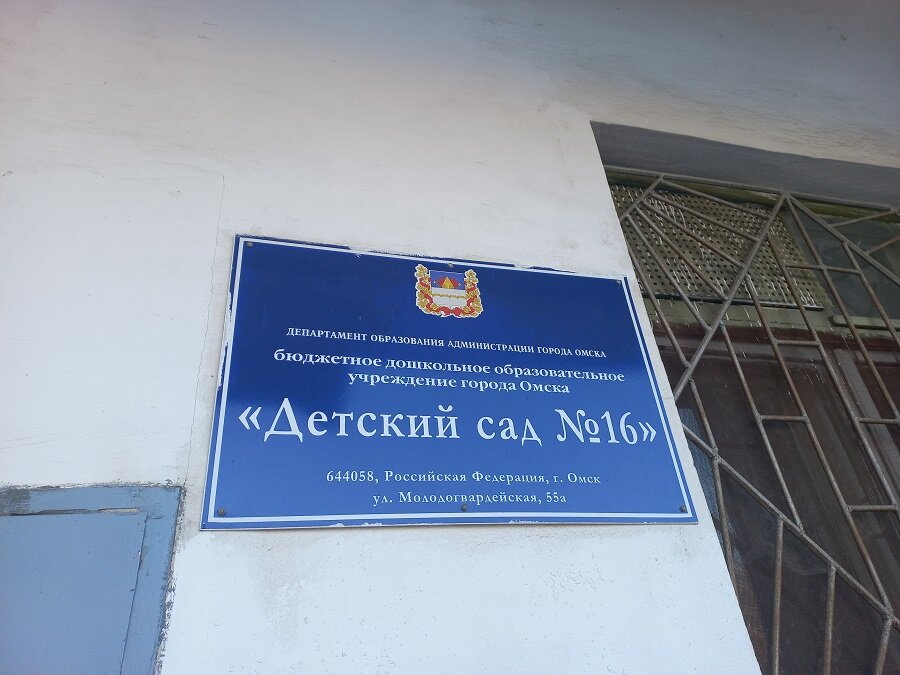 ДЕПАРТАМЕНТ ОБРАЗОВАНИЯ АДМИНИСТРАЦИИ ГОРОДА ОМСКА
бюджетное дошкольное образовательное
учреждение города Омска
«Детский сад №16»
644058, Российская Федерация, г. Омск
ул. Молодогвардейская, 55а